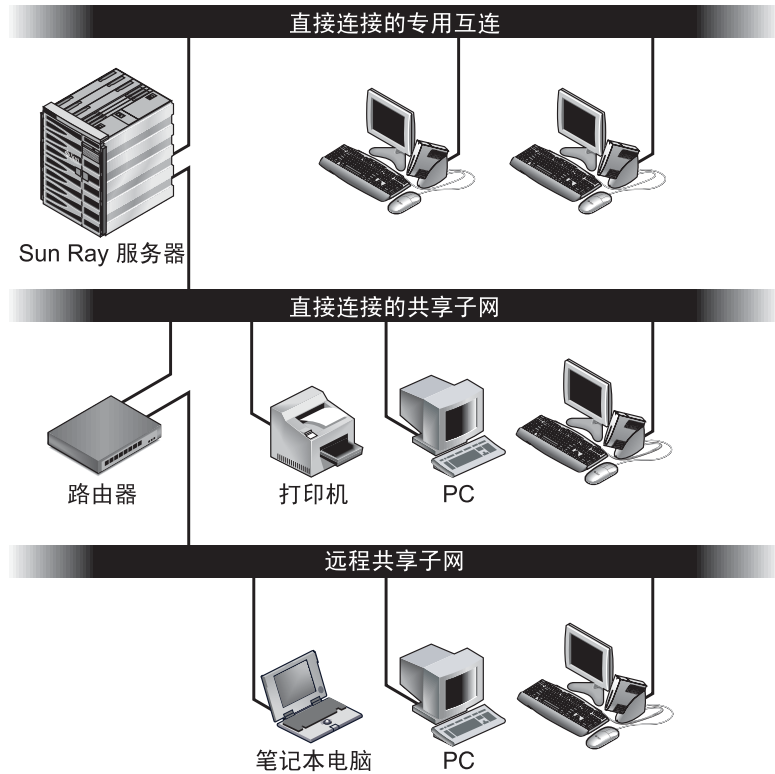 直接连接的专用互连
Sun Ray 服务器
直接连接的共享子网
路由器
打印机
PC
远程共享子网
笔记本电脑
PC